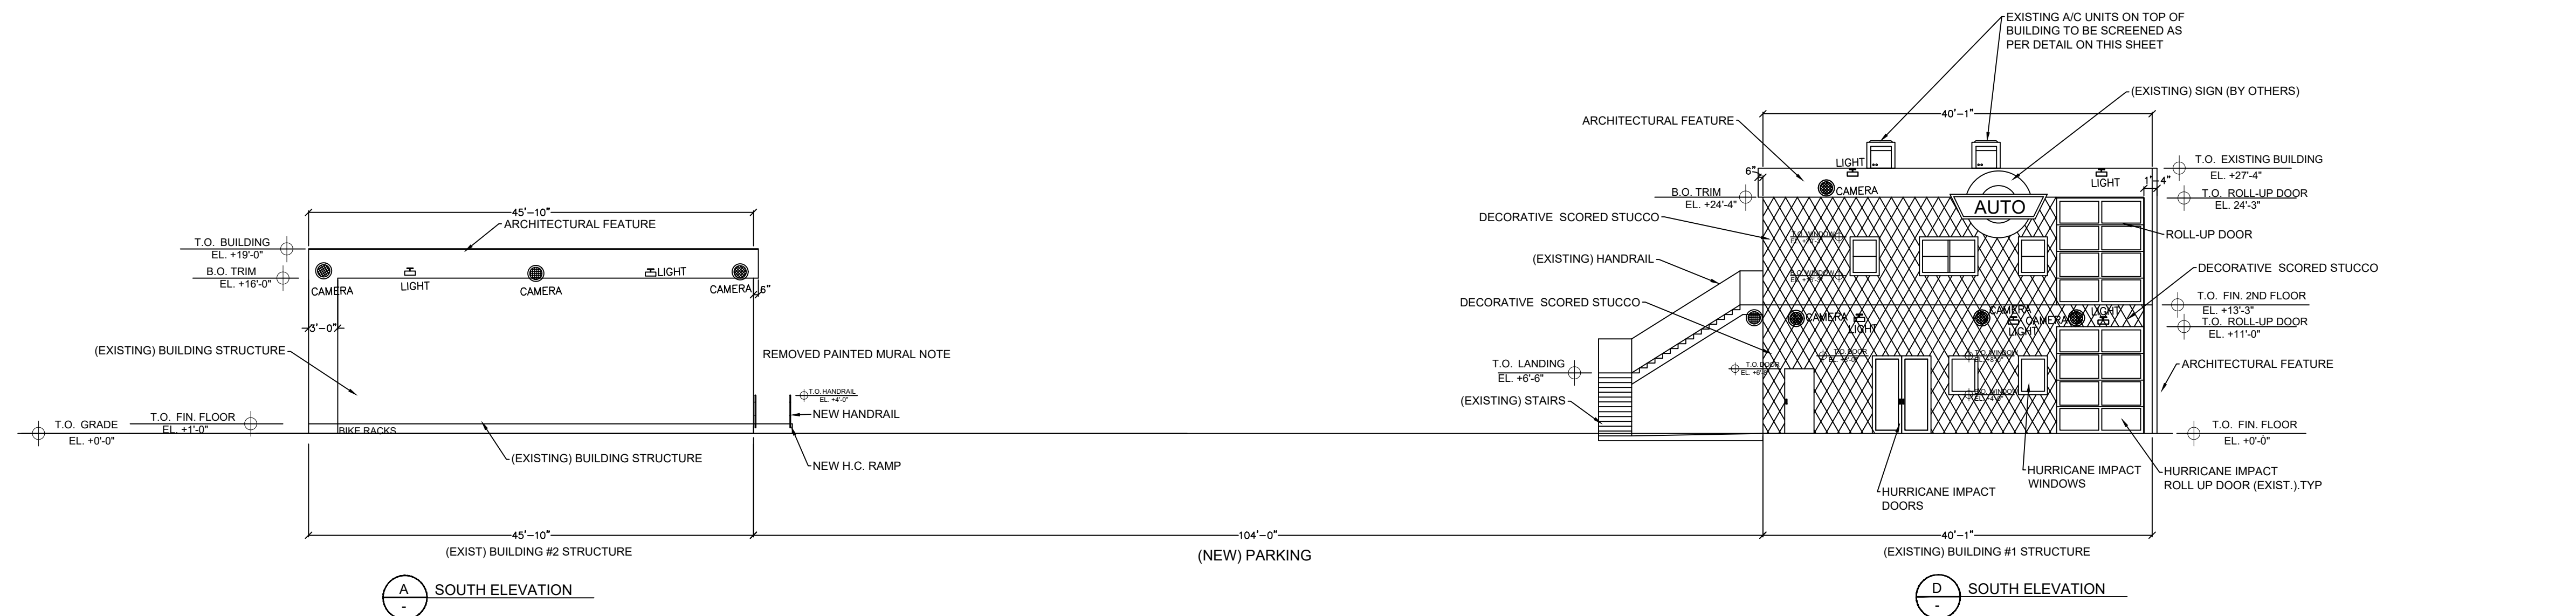 EXISTING A/C UNITS ON TOP OF
BUILDING TO BE SCREENED AS
PER DETAIL ON THIS SHEET
(EXISTING) SIGN (BY OTHERS)
40'-1"
ARCHITECTURAL FEATURE
LIGHT
T.O. EXISTING BUILDING
EL. +27'-4"
6"
CAMERA
LIGHT
1'-4"
B.O. TRIM
EL. +24'-4"
T.O. ROLL-UP DOOR
EL. 24'-3"
AUTO
DECORATIVE SCORED STUCCO
ROLL-UP DOOR
T.O. WINDOW
(EXISTING) HANDRAIL
DECORATIVE SCORED STUCCO
B.O. WINDOW
DECORATIVE SCORED STUCCO
T.O. FIN. 2ND FLOOR
EL. +13'-3"
CAMERA
LIGHT
CAMERA
LIGHT
CAMERA
LIGHT
T.O. ROLL-UP DOOR
EL. +11'-0"
T.O. DOOR
T.O. WINDOW
T.O. DOOR
ARCHITECTURAL FEATURE
T.O. LANDING
EL. +6'-6"
(EXISTING) STAIRS
T.O. FIN. FLOOR
EL. +0'-0"
HURRICANE IMPACT
WINDOWS
HURRICANE IMPACT
ROLL UP DOOR (EXIST.).TYP
HURRICANE IMPACT
DOORS
45'-10"
ARCHITECTURAL FEATURE
T.O. BUILDING
EL. +19'-0"
B.O. TRIM
EL. +16'-0"
CAMERA
LIGHT
CAMERA
LIGHT
CAMERA
6"
3'-0"
(EXISTING) BUILDING STRUCTURE
REMOVED PAINTED MURAL NOTE
T.O. HANDRAIL
EL. +4'-0"
NEW HANDRAIL
T.O. FIN. FLOOR
EL. +1'-0"
T.O. GRADE
EL. +0'-0"
BIKE RACKS
(EXISTING) BUILDING STRUCTURE
NEW H.C. RAMP
45'-10"
104'-0"
40'-1"
(EXIST) BUILDING #2 STRUCTURE
(NEW) PARKING
(EXISTING) BUILDING #1 STRUCTURE
A
-
SOUTH ELEVATION
D
-
SOUTH ELEVATION